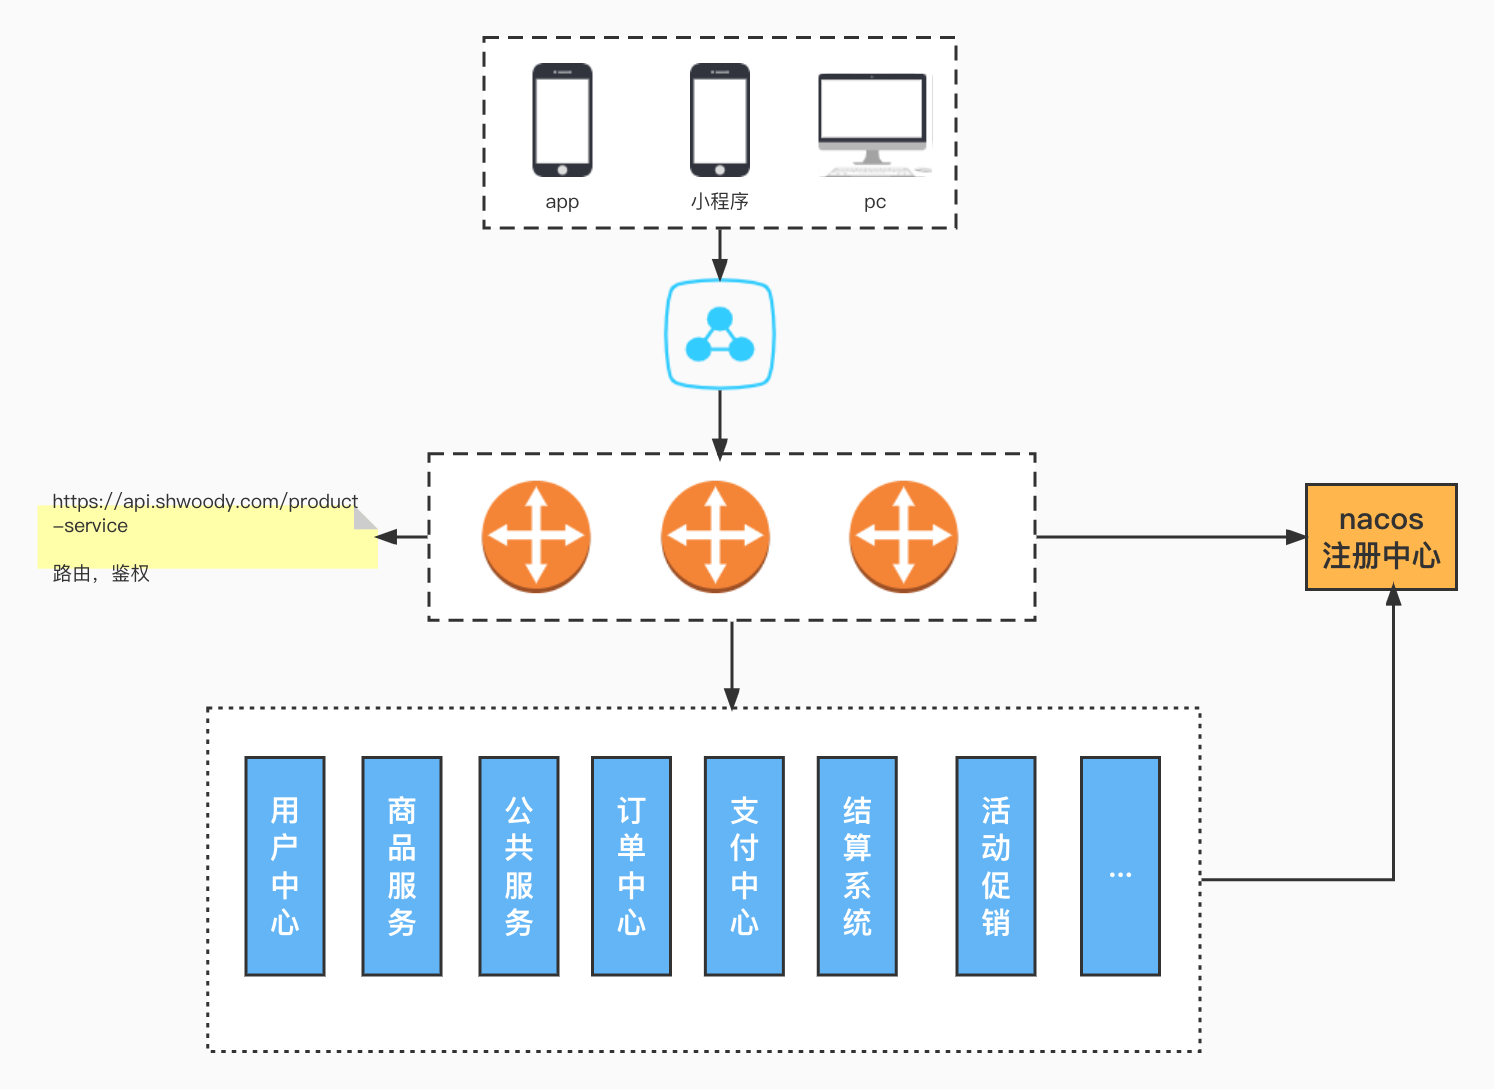 app
小程序
pc
https://api.shwoody.com/product
-service
路由，鉴权
nacos
注册中心
用户中心
商品服务
公共服务
订单中心
支付中心
结算系统
活动促销
...